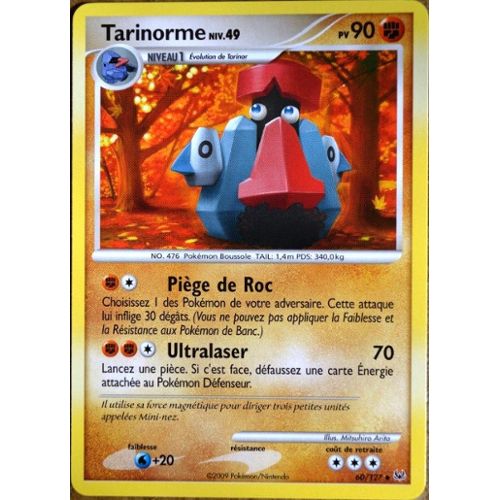 Tarinorme NIV.49 PV 90
NIVEAU 1 Évolution de Tarinor
NO. 476 Pokémon Boussole TAIL: 1,4m PDS: 340,0kg
Piège de Roc
Choisissez 1 des Pokémon de votre adversaire. Cette attaque
lui inflige 30 dégâts. (Vous ne pouvez pas appliquer la Faiblesse et
la Résistance aux Pokémon de Banc.)
Ultralaser 70
Lancez une pièce. Si c'est face, défaussez une carte Énergie
attachée au Pokémon Défenseur.
Il utilise sa force magnétique pour diriger trois petites unités
appelées Mini-nez.
Illus. Mitsuhiro Arita
faiblesse résistance coût de retraite
+20
©2009 Pokémon/Nintendo 60/127